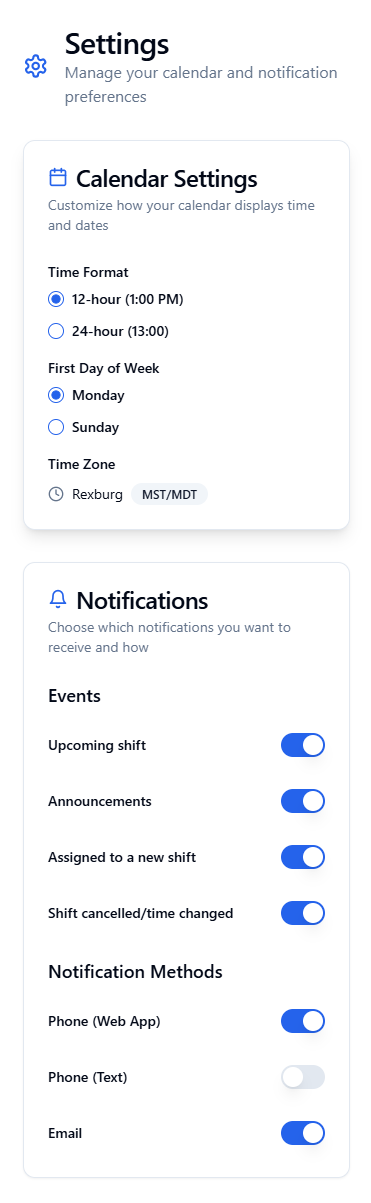 Settings
Manage your calendar and notification
preferences
Calendar Settings
Customize how your calendar displays time
and dates
Time Format
12-hour (1:00 PM)
24-hour (13:00)
First Day of Week
Monday
Sunday
Time Zone
Rexburg MST/MDT
Notifications
Choose which notifications you want to
receive and how
Events
Upcoming shift
Announcements
Assigned to a new shift
Shift cancelled/time changed
Notification Methods
Phone (Web App)
Phone (Text)
Email